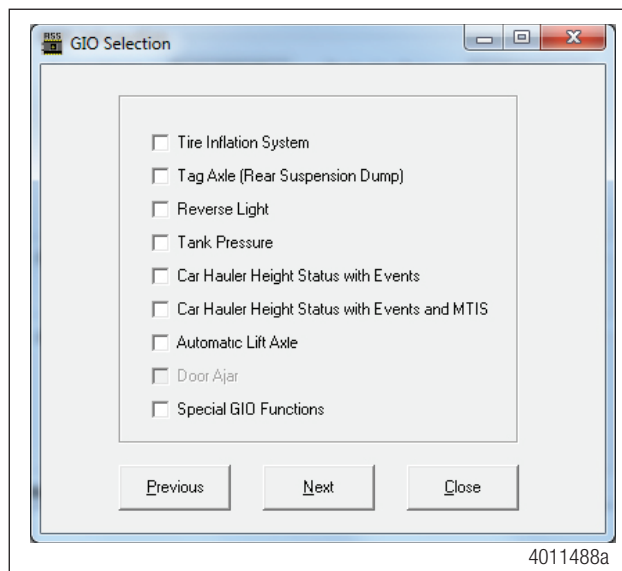 RSS
GIO Selection
Tire Inflation System
Tag Axle (Rear Suspension Dump)
Reverse Light
Tank Pressure
Car Hauler Height Status with Events
Car Hauler Height Status with Events and MTIS
Automatic Lift Axle
Door Ajar
Special GIO Functions
Previous Next Close
4011488a